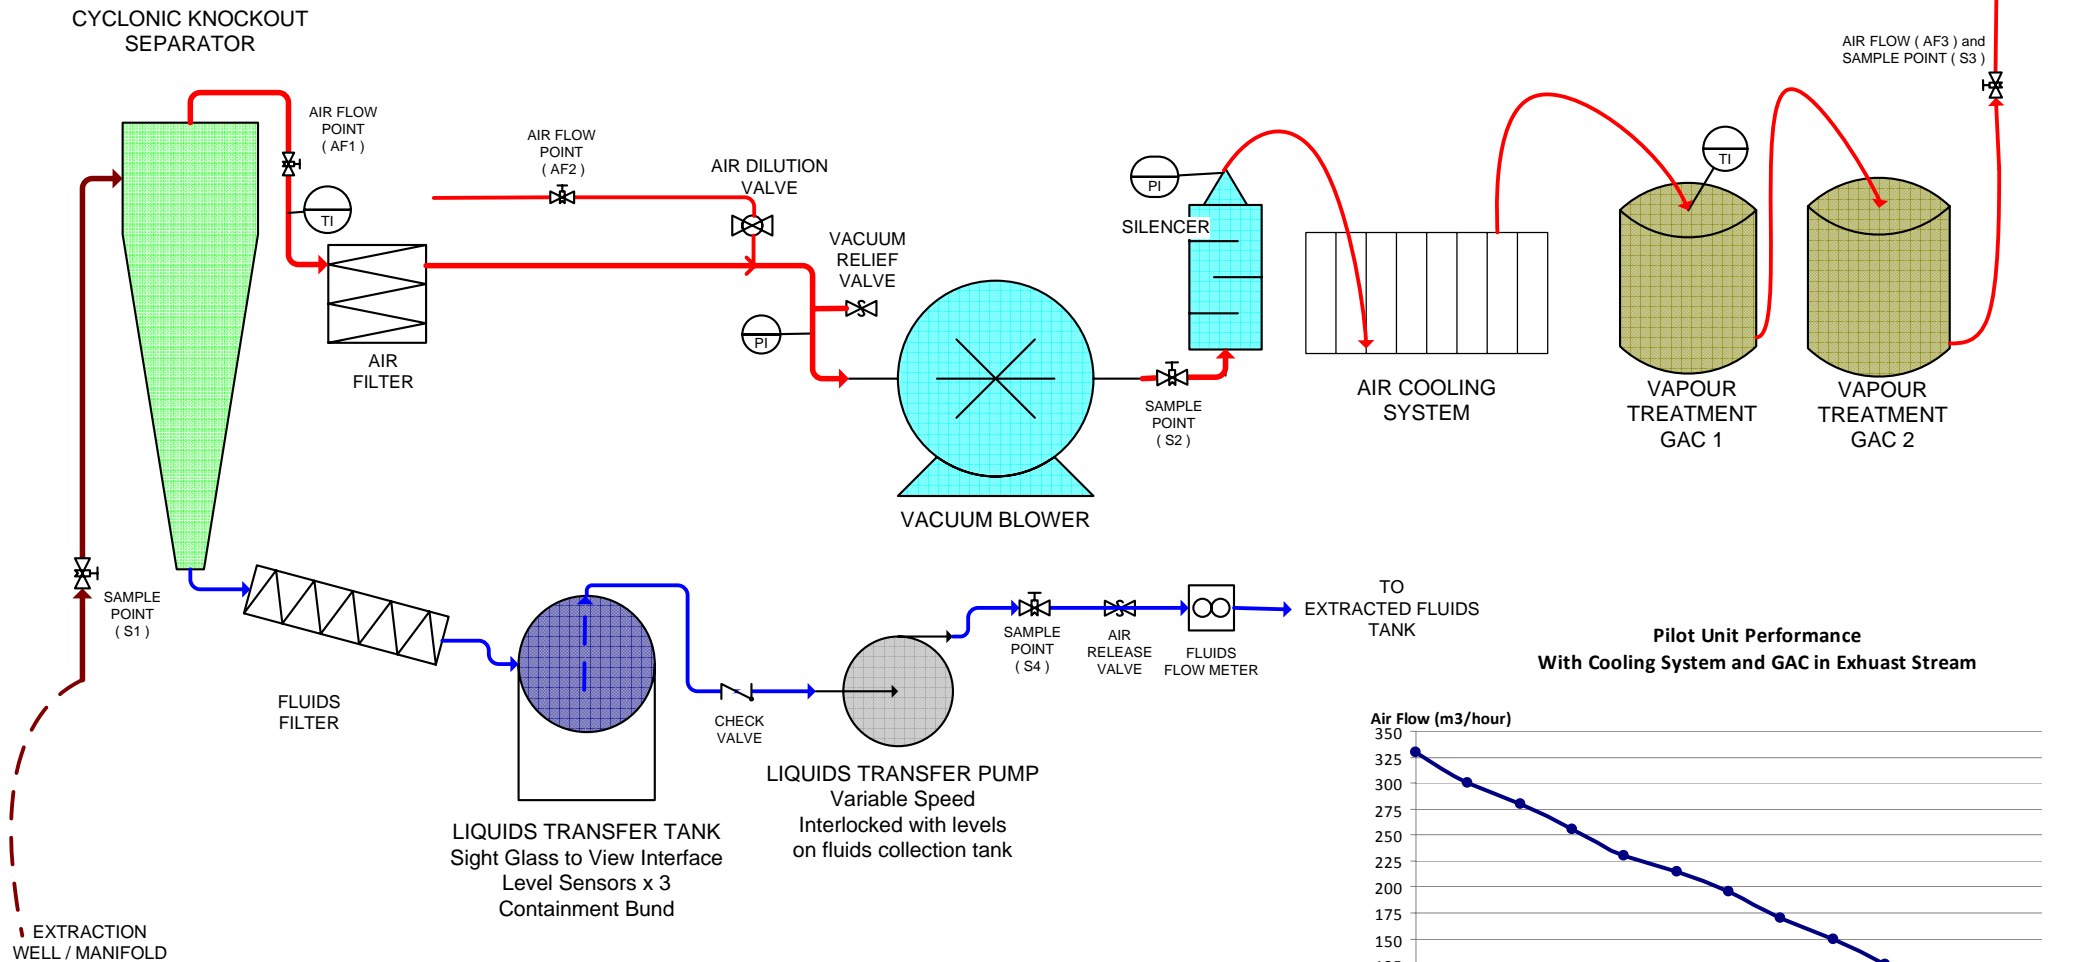 CYCLONIC KNOCKOUT
SEPARATOR
AIR FLOW ( AF3 ) and
SAMPLE POINT ( S3 )
AIR FLOW
POINT
( AF1 )
TI
AIR FLOW
POINT
( AF2 )
AIR DILUTION
VALVE
VACUUM
RELIEF
VALVE
PI
PI
SILENCER
TI
AIR
FILTER
SAMPLE
POINT
( S2 )
AIR COOLING
SYSTEM
VAPOUR
TREATMENT
GAC 1
VAPOUR
TREATMENT
GAC 2
VACUUM BLOWER
SAMPLE
POINT
( S1 )
FLUIDS
FILTER
CHECK
VALVE
SAMPLE
POINT
( S4 )
AIR
RELEASE
VALVE
FLUIDS
FLOW METER
TO
EXTRACTED FLUIDS
TANK
LIQUIDS TRANSFER TANK
Sight Glass to View Interface
Level Sensors x 3
Containment Bund
LIQUIDS TRANSFER PUMP
Variable Speed
Interlocked with levels
on fluids collection tank
EXTRACTION
WELL / MANIFOLD
Pilot Unit Performance
With Cooling System and GAC in Exhuast Stream
Air Flow (m3/hour)
350
325
300
275
250
225
200
175
150